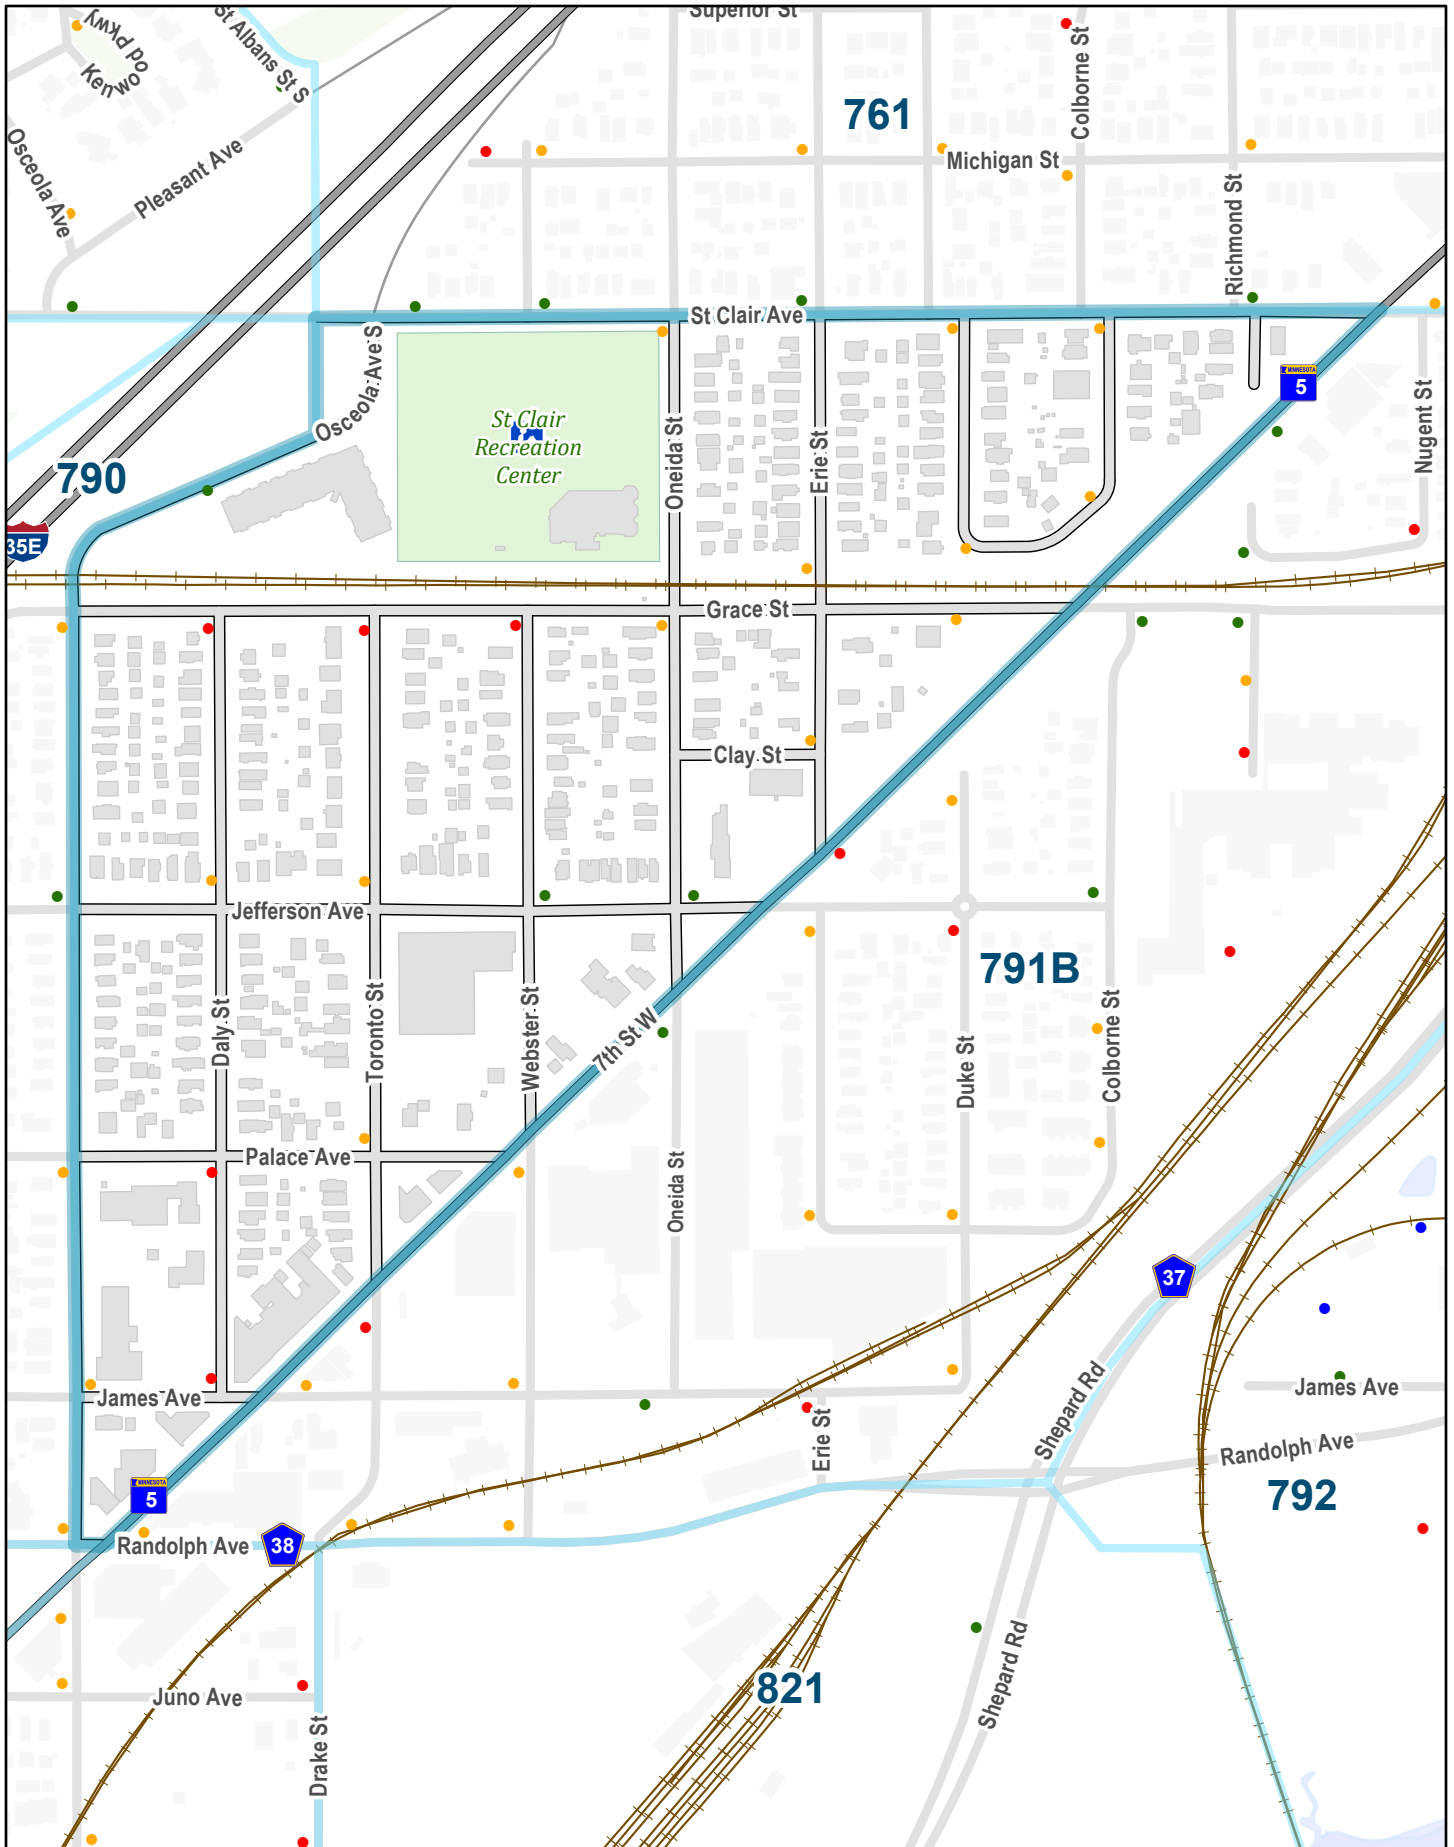 Superior St
St Albans St S
Kenwo
od Pkwy
Colborne St
761
Osceola Ave
Pleasant Ave
Michigan St
Richmond St
St Clair Ave
Osceola Ave S
MINNESOTA
5
St Clair
Recreation
Center
Oneida St
Erie St
Nugent St
790
35E
Grace St
Clay St
Jefferson Ave
791B
Daly St
Toronto St
Webster St
7th St W
Duke St
Colborne St
Palace Ave
Oneida St
37
James Ave
Shepard Rd
James Ave
Erie St
Randolph Ave
MINNESOTA
5
792
Randolph Ave
38
Shepard Rd
821
Juno Ave
Drake St